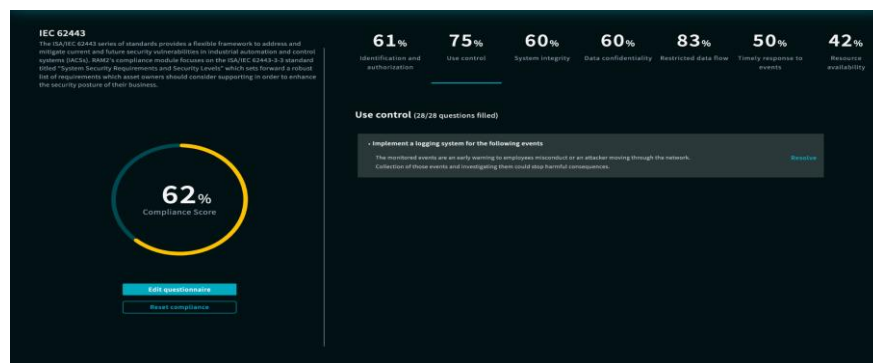 IEC 62443
The ISA/IEC 62443 series of standards provides a flexible framework to address and
mitigate current and future security vulnerabilities in industrial automation and control
systems (IACSs). RAM2's compliance module focuses on the ISA/IEC 62443-3-3 standard
titled "System Security Requirements and Security Levels" which sets forward a robust
list of requirements which asset owners should consider supporting in order to enhance
the security posture of their business.
62%
Compliance Score
Edit questionnaire
Reset compliance
61%
Identification and
authorization
75%
Use control
60%
System integrity
60%
Data confidentiality
83%
Restricted data flow
50%
Timely response to
events
42%
Resource
availability
Use control (28/28 questions filled)
• Implement a logging system for the following events
The monitored events are an early warning to employees misconduct or an attacker moving through the network.
Collection of those events and investigating them could stop harmful consequences.
Resolve